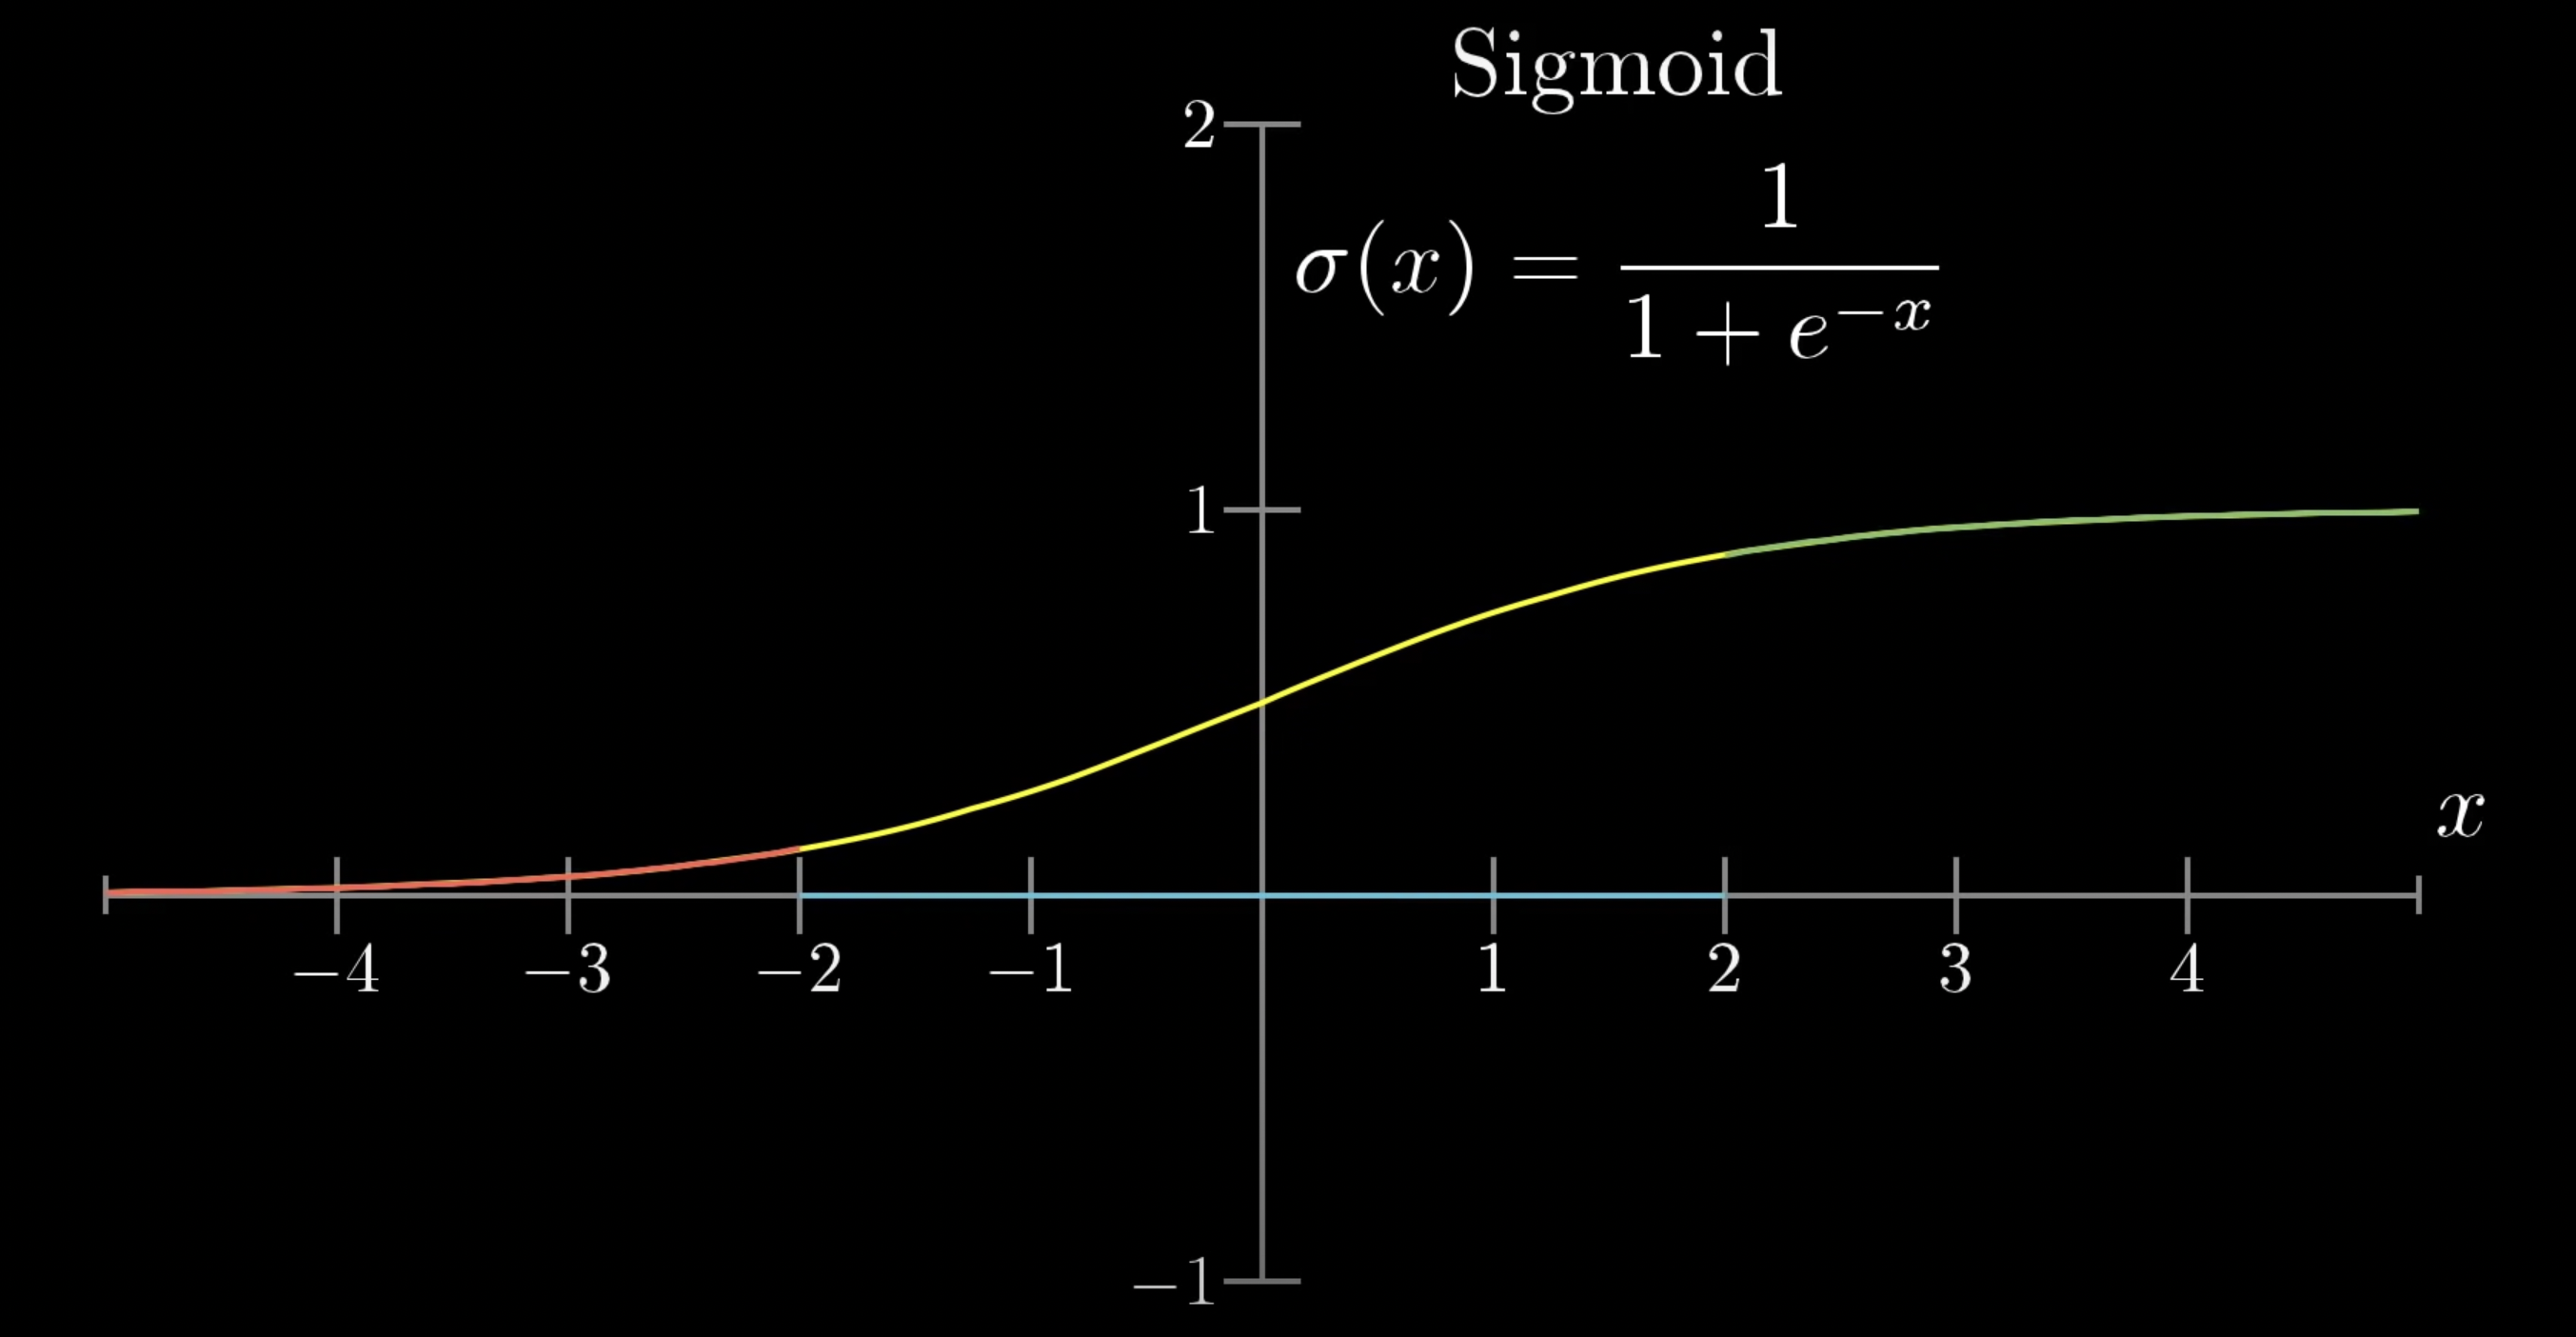 Sigmoid
2
σ(x) = 1 / (1 + e^{-x})
1
x
−4 −3 −2 −1 1 2 3 4
−1